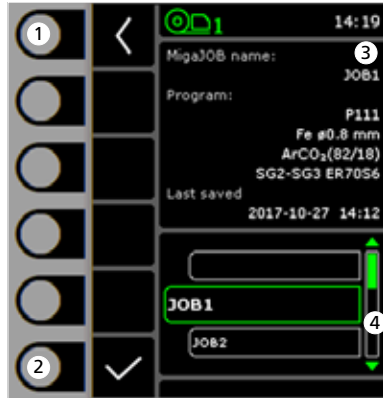 1
14:19
1
MigaJOB name:
3
JOB1
Program:
P111
Fe ø0.8 mm
ArCO₂(82/18)
SG2-SG3 ER70S6
Last saved
2017-10-27 14:12
JOB1
4
JOB2
2